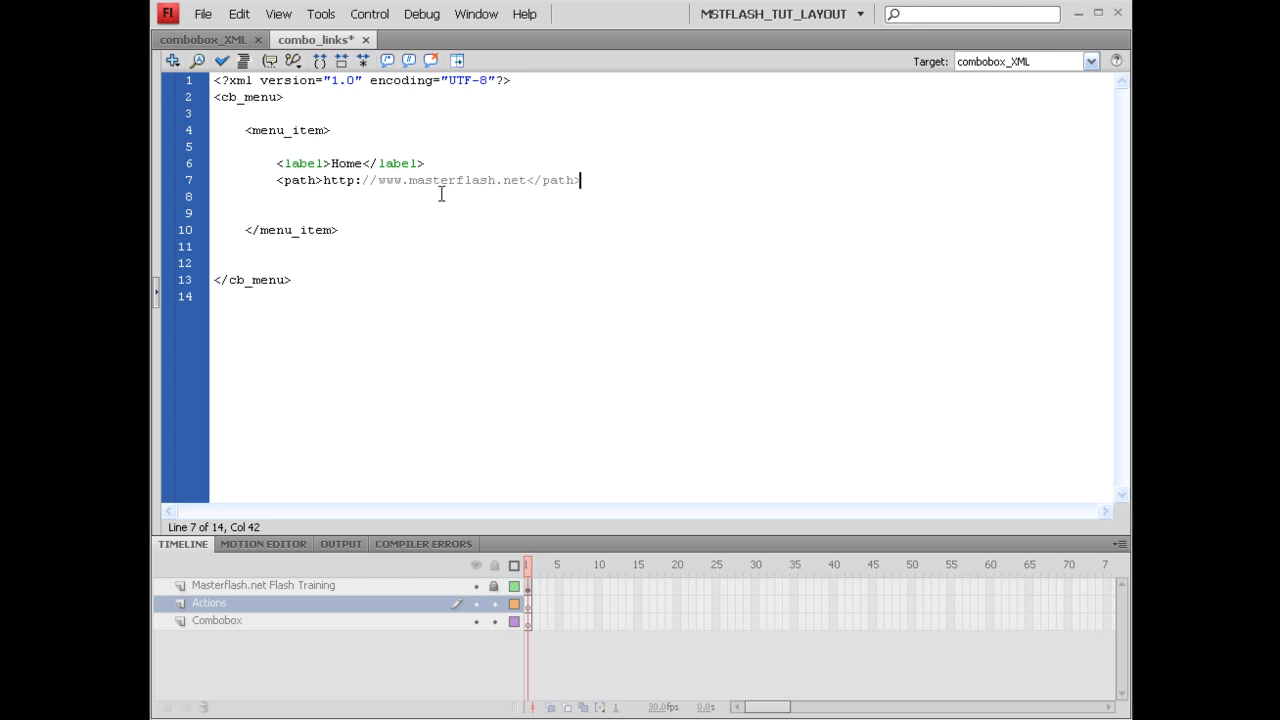 Fl File Edit View Tools Control Debug Window Help MSTFLASH_TUT_LAYOUT
combobox_XML combo_links*
Target: combobox_XML
1 <?xml version="1.0" encoding="UTF-8"?>
2 <cb_menu>
3
4 <menu_item>
5
6 <label>Home</label>
7 <path>http://www.masterflash.net</path>
8
9
10 </menu_item>
11
12
13 </cb_menu>
14
Line 7 of 14, Col 42
TIMELINE MOTION EDITOR OUTPUT COMPILER ERRORS
1 5 10 15 20 25 30 35 40 45 50 55 60 65 70 7
Masterflash.net Flash Training
Actions
Combobox
1 30.0fps 0.0s